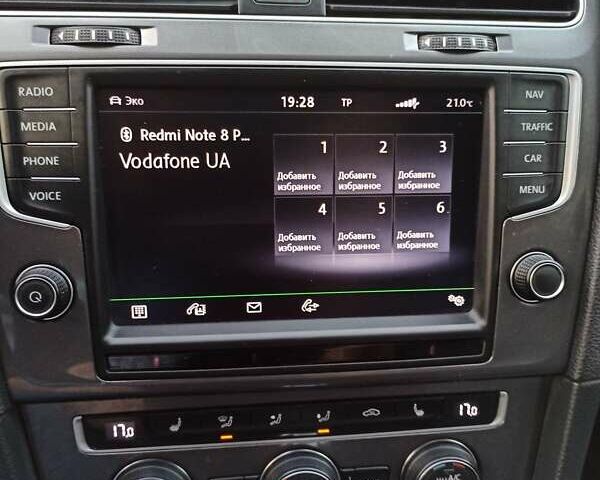 RADIO
MEDIA
PHONE
VOICE
NAV
TRAFFIC
CAR
MENU
Эко 19:28 TP 21.0°C
Redmi Note 8 P...
Vodafone UA
1 2 3
Добавить избранное Добавить избранное Добавить избранное
4 5 6
Добавить избранное Добавить избранное Добавить избранное
17.0 17.0
A/C